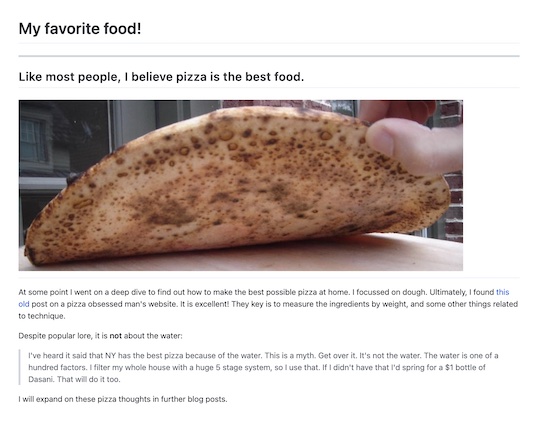 My favorite food!
Like most people, I believe pizza is the best food.
At some point I went on a deep dive to find out how to make the best possible pizza at home. I focussed on dough. Ultimately, I found this
old post on a pizza obsessed man's website. It is excellent! They key is to measure the ingredients by weight, and some other things related
to technique.
Despite popular lore, it is not about the water:
I've heard it said that NY has the best pizza because of the water. This is a myth. Get over it. It's not the water. The water is one of a
hundred factors. I filter my whole house with a huge 5 stage system, so I use that. If I didn't have that I'd spring for a $1 bottle of
Dasani. That will do it too.
I will expand on these pizza thoughts in further blog posts.